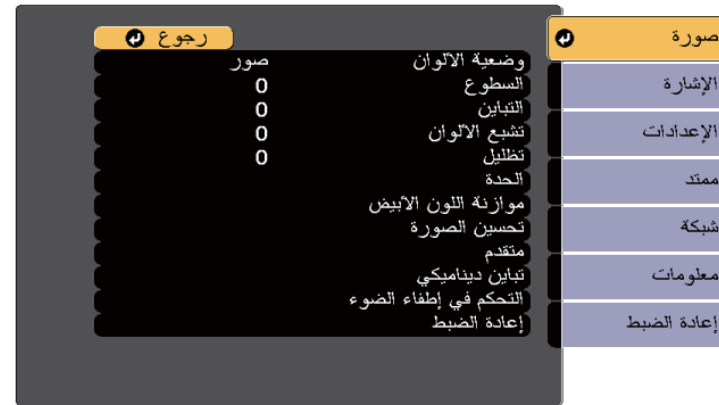 صورة
الإشارة
الإعدادات
ممتد
شبكة
معلومات
إعادة الضبط
رجوع
وضعية الألوان صور
السطوع 0
التباين 0
تشبع الألوان 0
تظليل 0
الحدة
موازنة اللون الأبيض
تحسين الصورة
متقدم
تباين ديناميكي
التحكم في إطفاء الضوء
إعادة الضبط